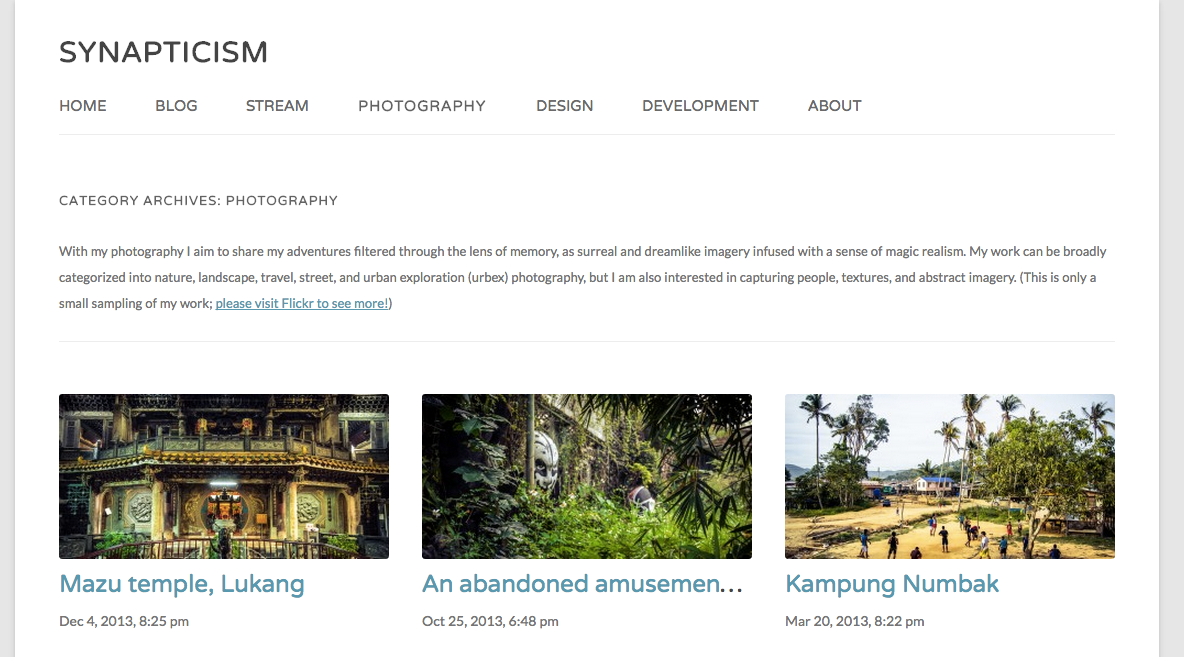 SYNAPTICISM
HOME BLOG STREAM PHOTOGRAPHY DESIGN DEVELOPMENT ABOUT
CATEGORY ARCHIVES: PHOTOGRAPHY
With my photography I aim to share my adventures filtered through the lens of memory, as surreal and dreamlike imagery infused with a sense of magic realism. My work can be broadly
categorized into nature, landscape, travel, street, and urban exploration (urbex) photography, but I am also interested in capturing people, textures, and abstract imagery. (This is only a
small sampling of my work; please visit Flickr to see more!)
Mazu temple, Lukang
Dec 4, 2013, 8:25 pm
An abandoned amusemen…
Oct 25, 2013, 6:48 pm
Kampung Numbak
Mar 20, 2013, 8:22 pm